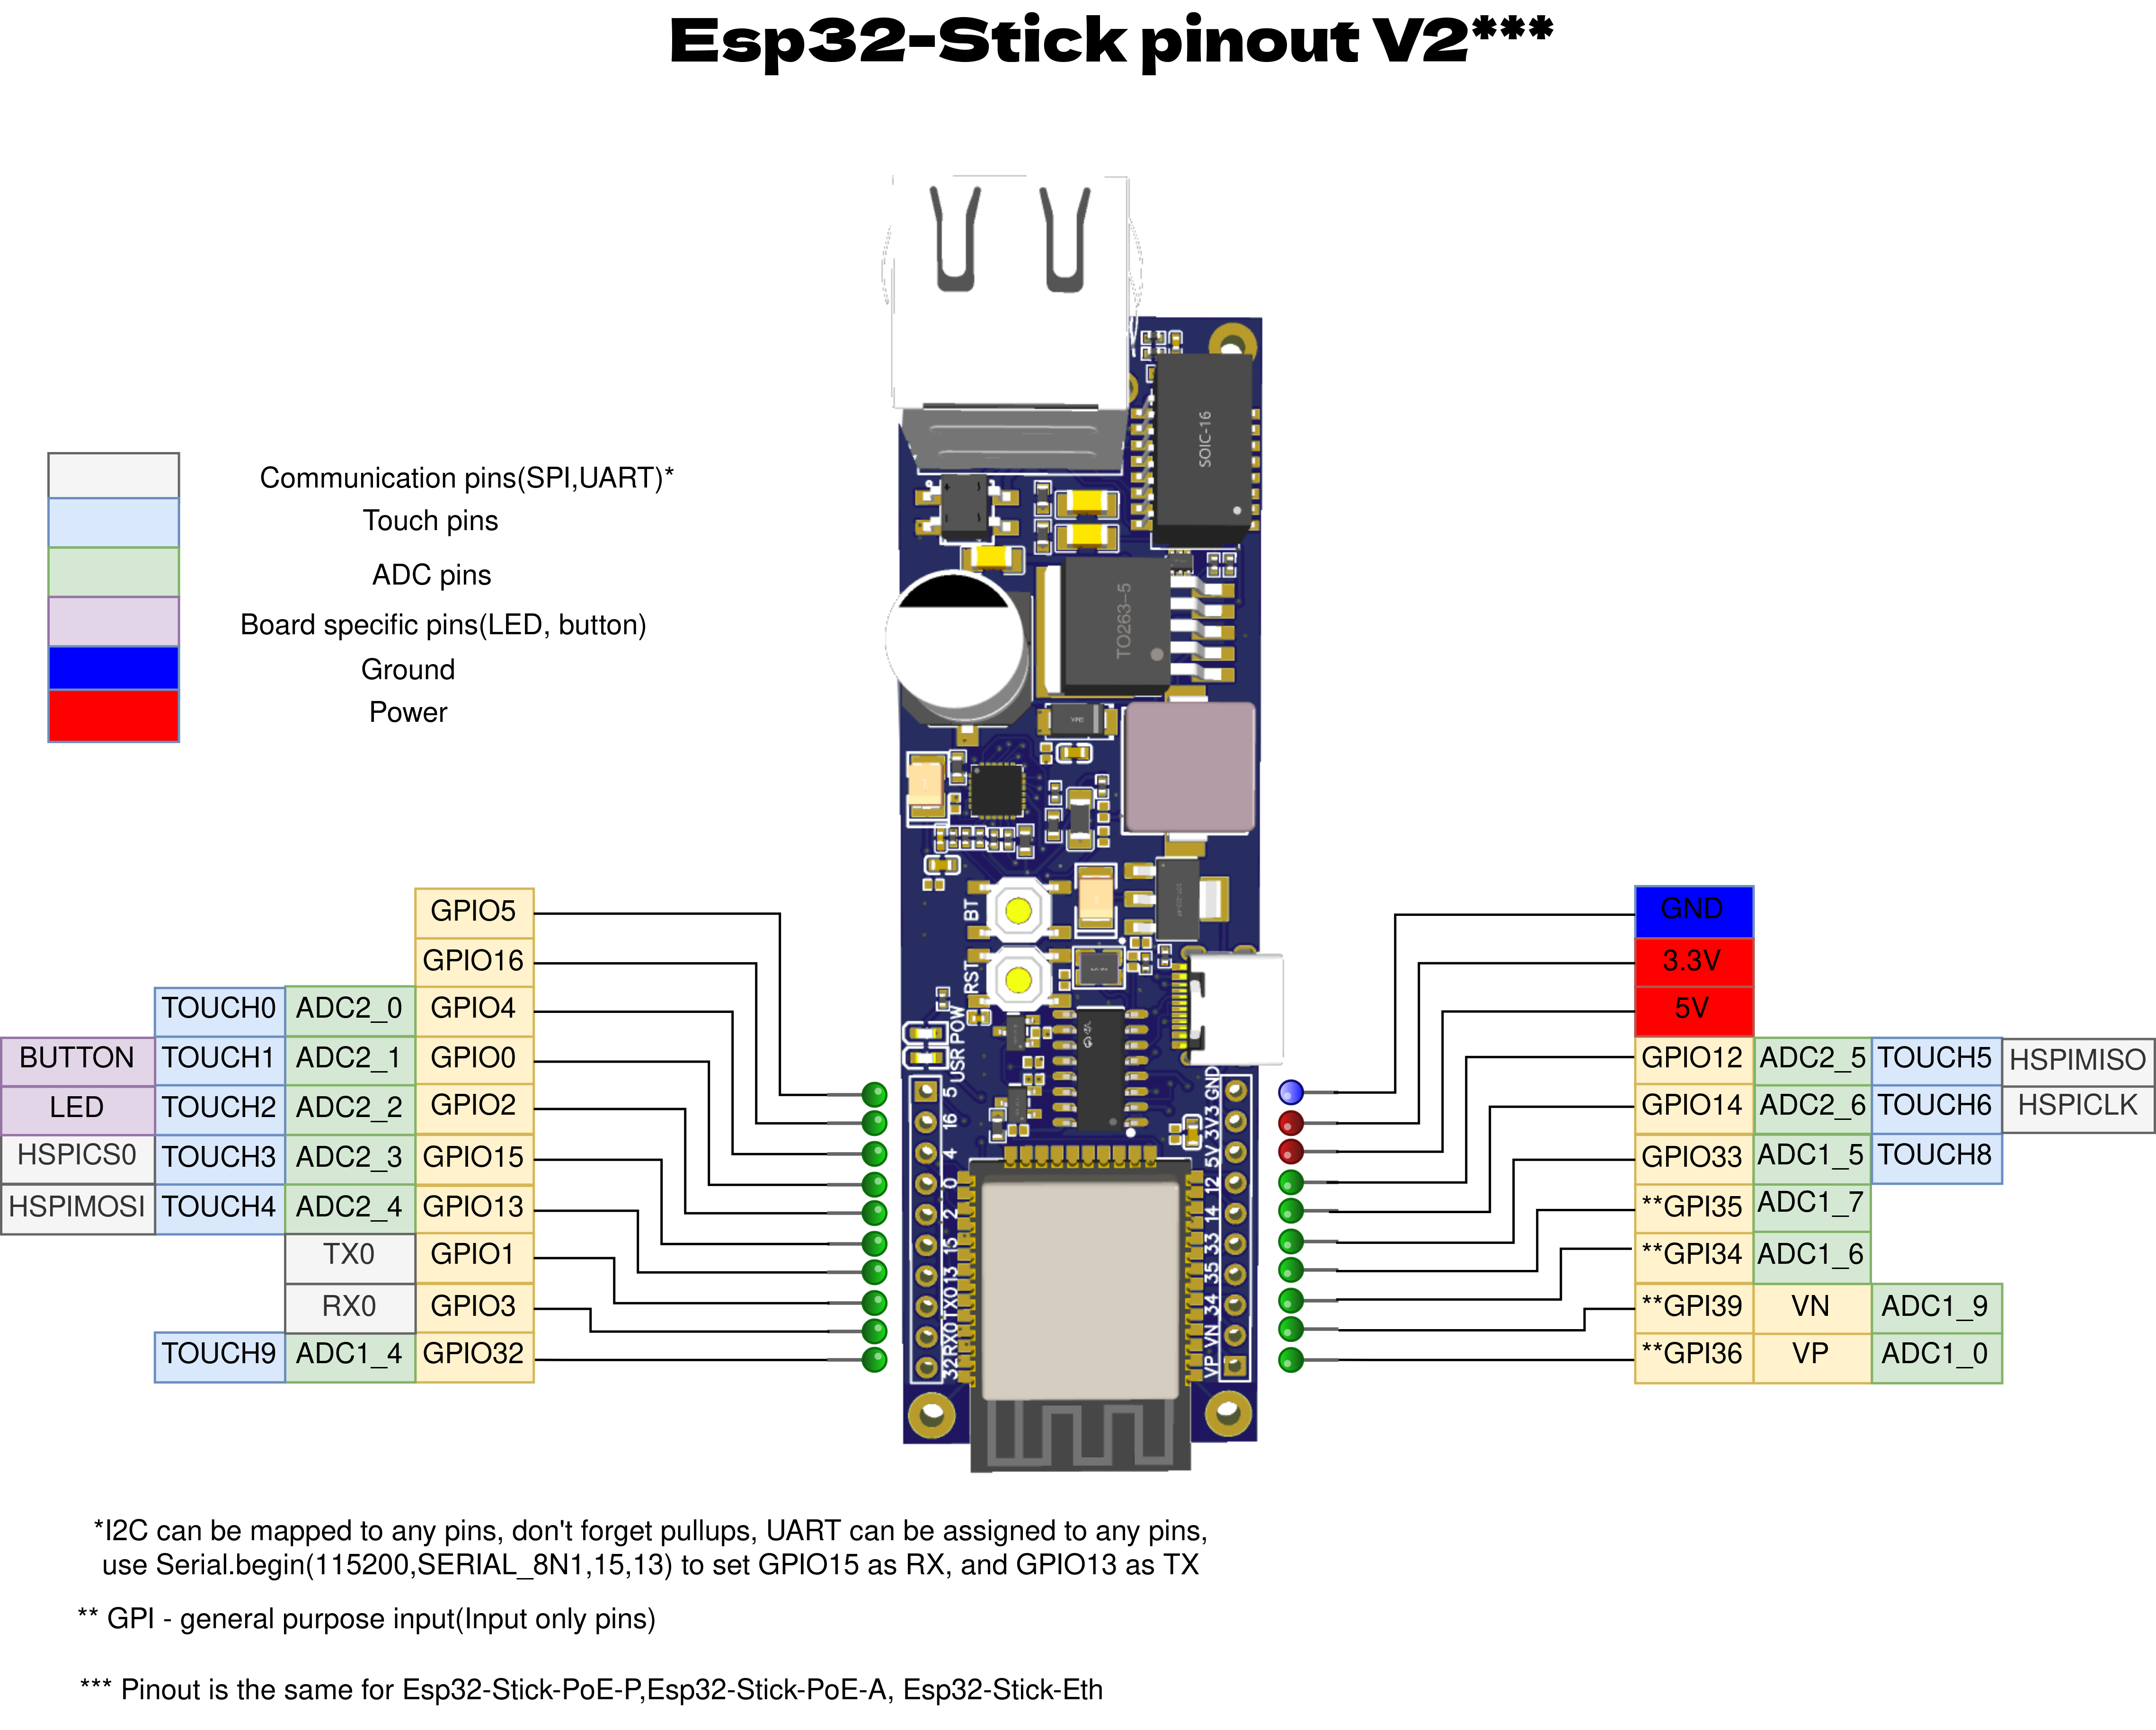 Esp32-Stick pinout V2***
SOIC-16
Communication pins(SPI,UART)*
Touch pins
ADC pins
Board specific pins(LED, button)
Ground
Power
TO263-5
BT
RST
USR POW
GPIO5
GPIO16
TOUCH0 ADC2_0 GPIO4
BUTTON TOUCH1 ADC2_1 GPIO0
LED TOUCH2 ADC2_2 GPIO2
HSPICS0 TOUCH3 ADC2_3 GPIO15
HSPIMOSI TOUCH4 ADC2_4 GPIO13
TX0 GPIO1
RX0 GPIO3
TOUCH9 ADC1_4 GPIO32
32 RX0 TX0 13 15 2 0 4 16 5
VP VN 34 35 33 14 12 5V 3V3 GND
GND
3.3V
5V
GPIO12 ADC2_5 TOUCH5 HSPIMISO
GPIO14 ADC2_6 TOUCH6 HSPICLK
GPIO33 ADC1_5 TOUCH8
**GPI35 ADC1_7
**GPI34 ADC1_6
**GPI39 VN ADC1_9
**GPI36 VP ADC1_0
*I2C can be mapped to any pins, don't forget pullups, UART can be assigned to any pins,
use Serial.begin(115200,SERIAL_8N1,15,13) to set GPIO15 as RX, and GPIO13 as TX
** GPI - general purpose input(Input only pins)
*** Pinout is the same for Esp32-Stick-PoE-P,Esp32-Stick-PoE-A, Esp32-Stick-Eth